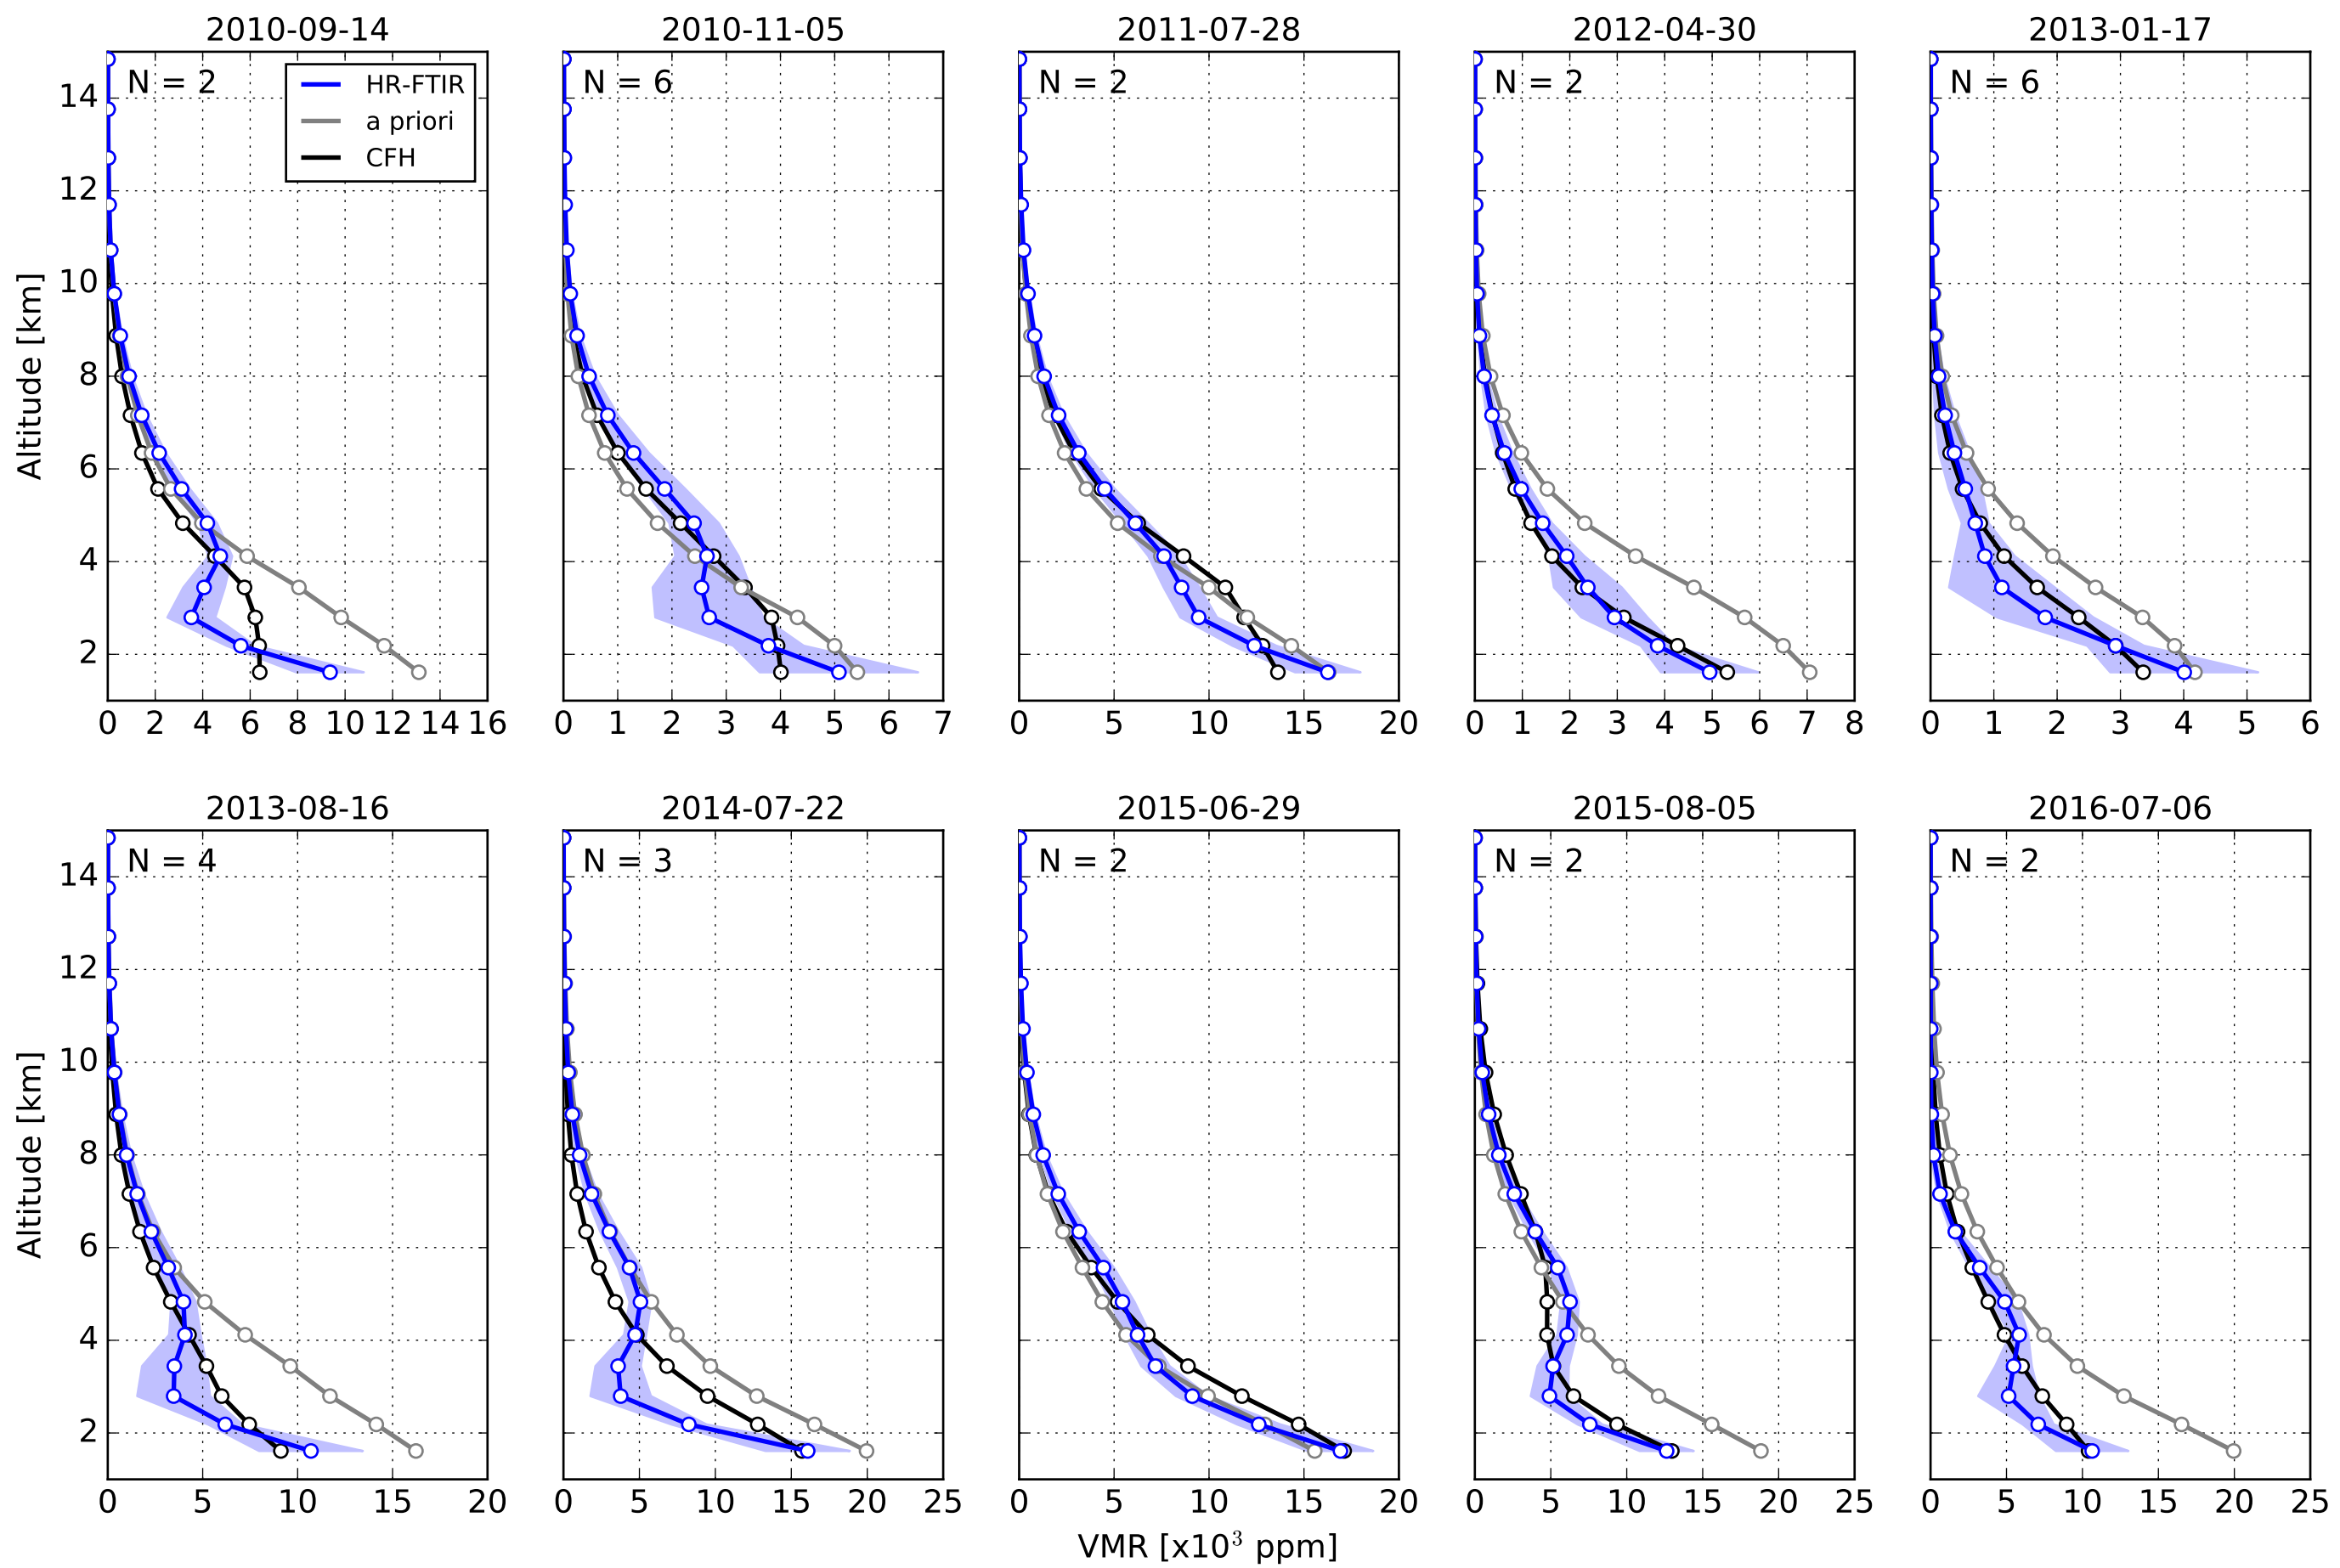 2010-09-14 2010-11-05 2011-07-28 2012-04-30 2013-01-17
N = 2 N = 6 N = 2 N = 2 N = 6
HR-FTIR
a priori
CFH
Altitude [km]
14
12
10
8
6
4
2
0 2 4 6 8 10 12 14 16
0 1 2 3 4 5 6 7
0 5 10 15 20
0 1 2 3 4 5 6 7 8
0 1 2 3 4 5 6
2013-08-16 2014-07-22 2015-06-29 2015-08-05 2016-07-06
N = 4 N = 3 N = 2 N = 2 N = 2
Altitude [km]
14
12
10
8
6
4
2
0 5 10 15 20
0 5 10 15 20 25
0 5 10 15 20
0 5 10 15 20 25
0 5 10 15 20 25
VMR [x10³ ppm]